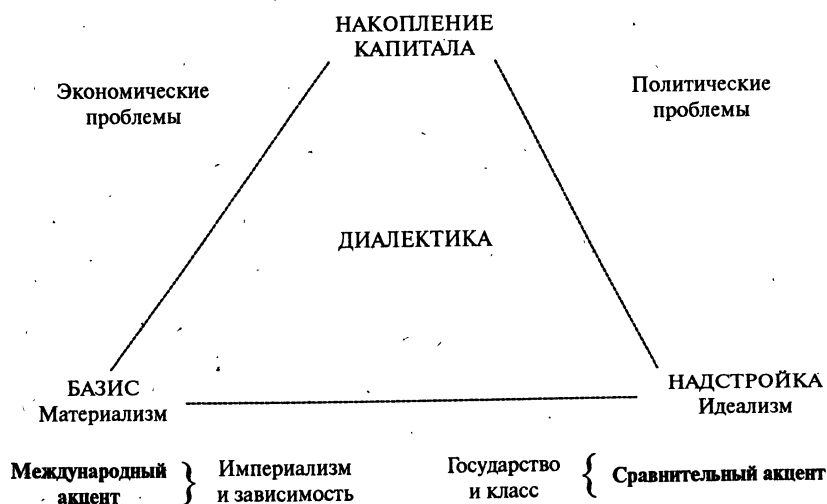 НАКОПЛЕНИЕ
КАПИТАЛА
Экономические
проблемы
Политические
проблемы
ДИАЛЕКТИКА
БАЗИС
Материализм
НАДСТРОЙКА
Идеализм
Международный
акцент
}
Империализм
и зависимость
Государство
и класс
{
Сравнительный акцент